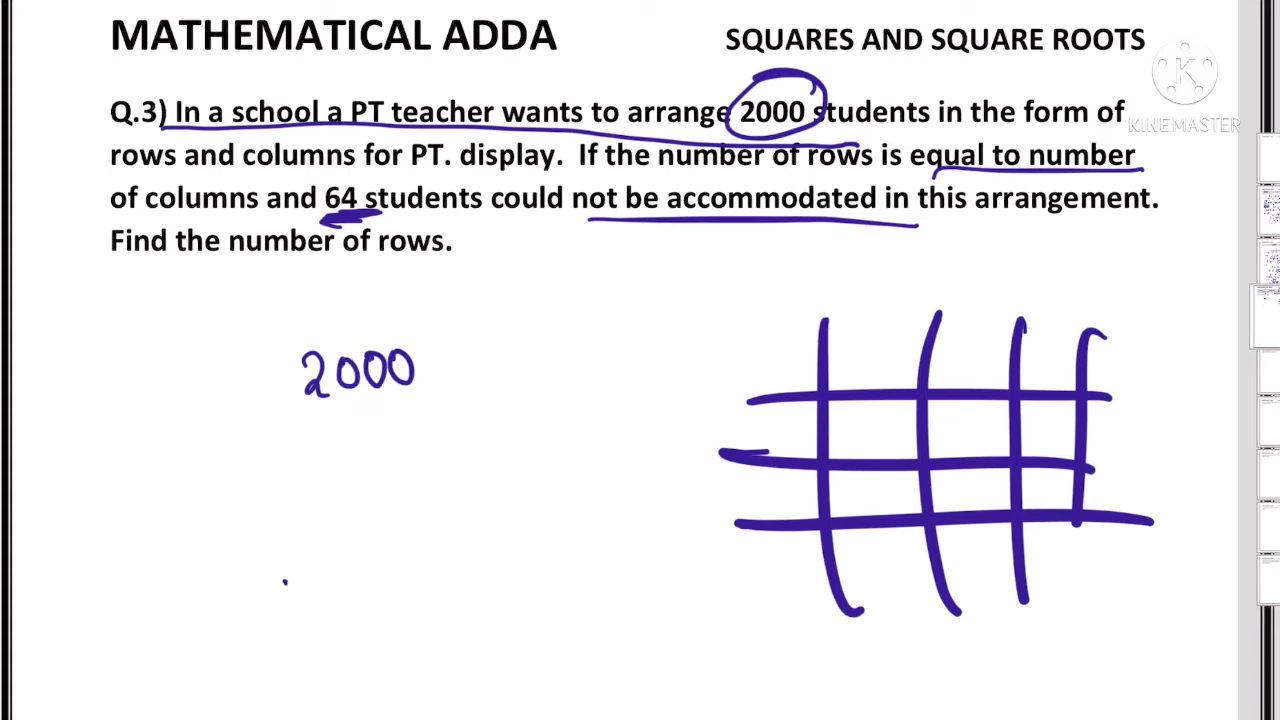 MATHEMATICAL ADDA
SQUARES AND SQUARE ROOTS
K
KINEMASTER
Q.3) In a school a PT teacher wants to arrange 2000 students in the form of
rows and columns for PT. display. If the number of rows is equal to number
of columns and 64 students could not be accommodated in this arrangement.
Find the number of rows.
2000